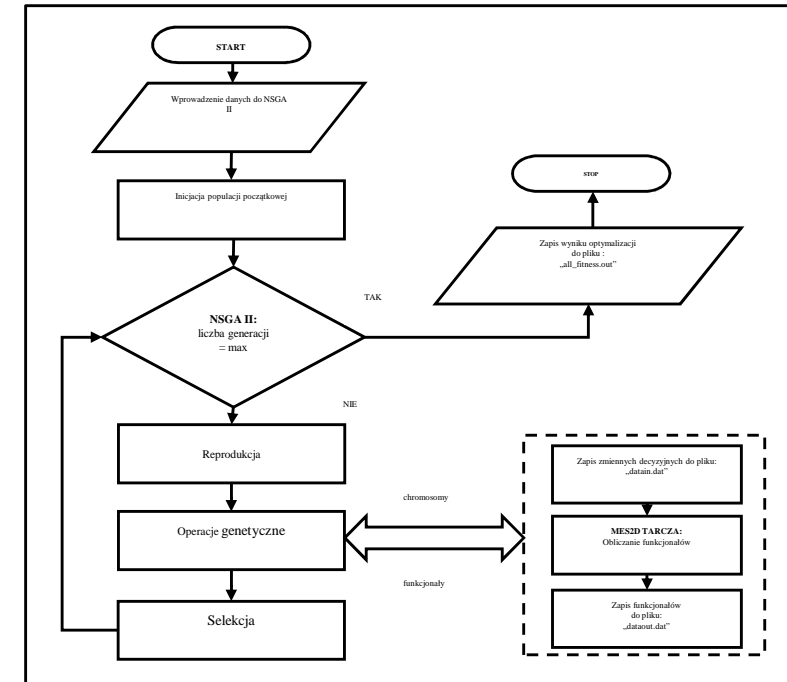 START
Wprowadzenie danych do NSGA
II
Inicjacja populacji początkowej
STOP
Zapis wyniku optymalizacji
do pliku :
„all_fitness.out”
TAK
NSGA II:
liczba generacji
= max
NIE
Reprodukcja
Operacje genetyczne
Selekcja
chromosomy
funkcjonały
Zapis zmiennych decyzyjnych do pliku:
„datain.dat”
MES2D TARCZA:
Obliczanie funkcjonałów
Zapis funkcjonałów
do pliku:
„dataout.dat”